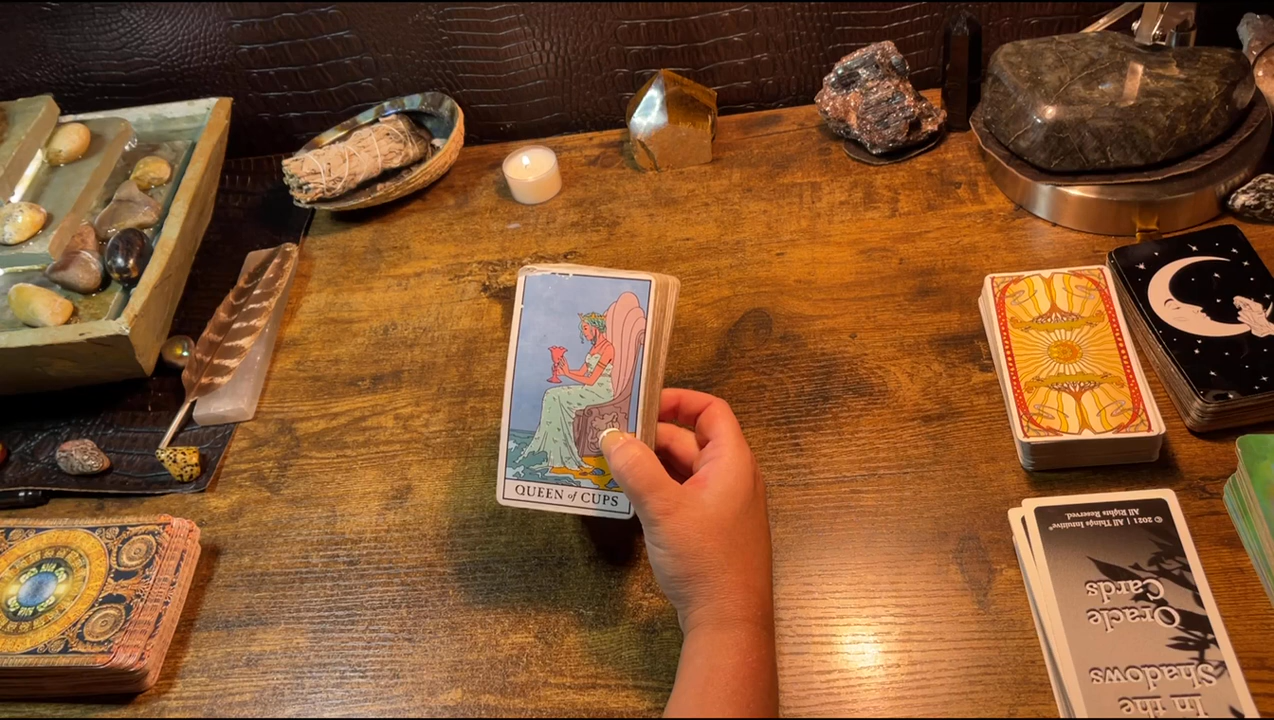 QUEEN of CUPS
In the
Shadows
Oracle
Cards
© 2021 | All Things Intuitive®
All Rights Reserved.